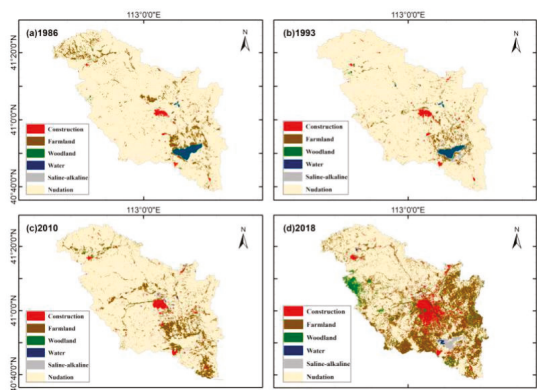 113°0'0"E
113°0'0"E
(a)1986
N
(b)1993
N
41°20'0"N
41°0'0"N
40°40'0"N
Construction
Farmland
Woodland
Water
Saline-alkaline
Nudation
Construction
Farmland
Woodland
Water
Saline-alkaline
Nudation
113°0'0"E
113°0'0"E
(c)2010
N
(d)2018
N
41°20'0"N
41°0'0"N
40°40'0"N
Construction
Farmland
Woodland
Water
Saline-alkaline
Nudation
Construction
Farmland
Woodland
Water
Saline-alkaline
Nudation